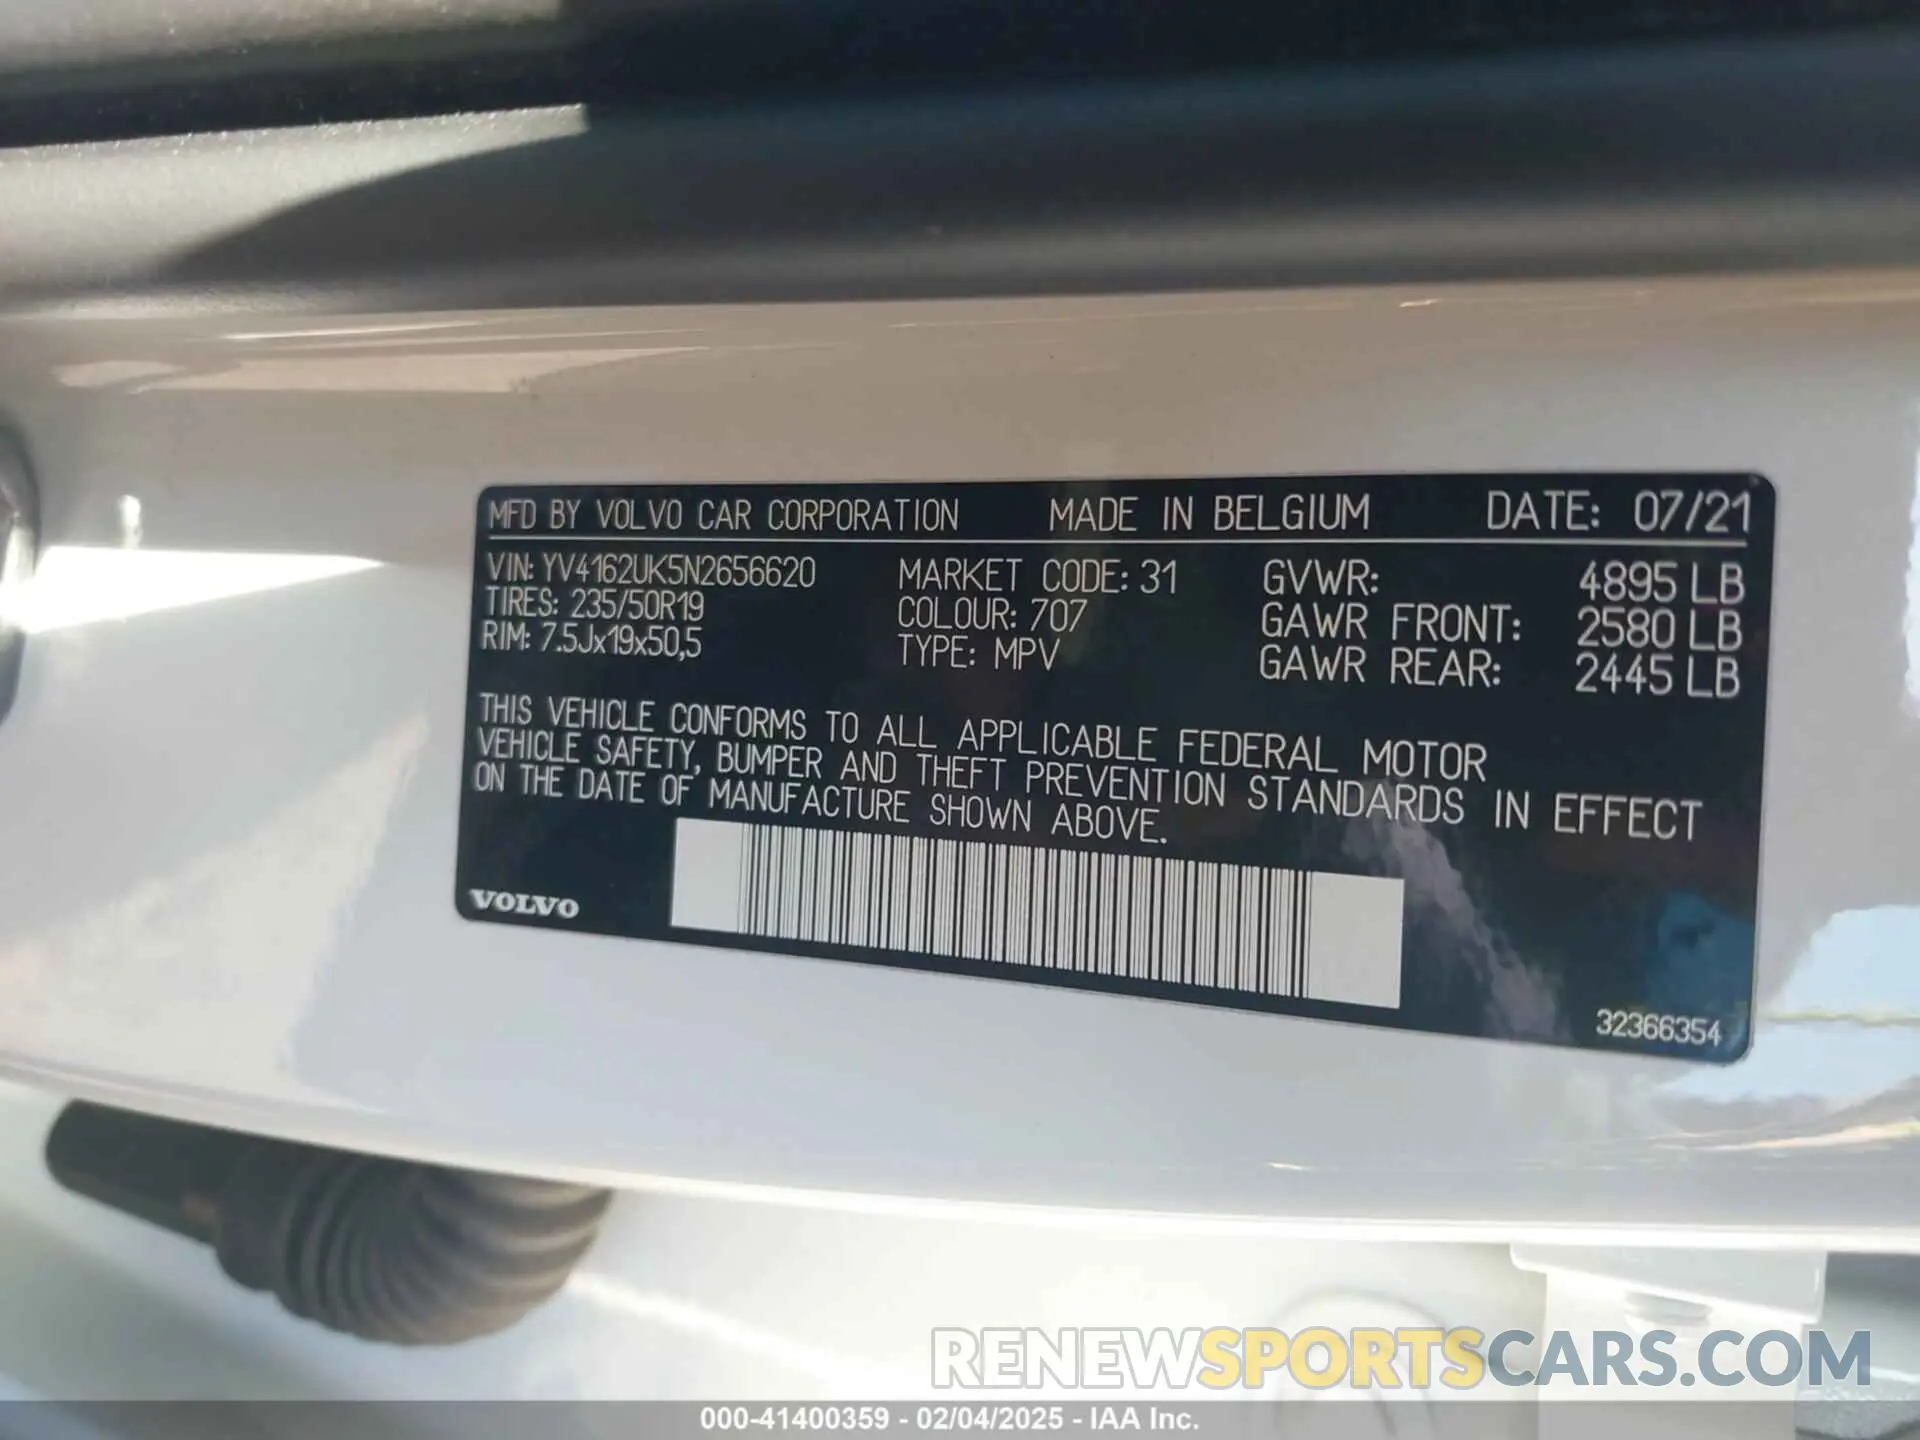 MFD BY VOLVO CAR CORPORATION MADE IN BELGIUM DATE: 07/21
VIN: YV4162UK5N2656620 MARKET CODE: 31 GVWR: 4895 LB
TIRES: 235/50R19 COLOUR: 707 GAWR FRONT: 2580 LB
RIM: 7.5Jx19x50,5 TYPE: MPV GAWR REAR: 2445 LB
THIS VEHICLE CONFORMS TO ALL APPLICABLE FEDERAL MOTOR
VEHICLE SAFETY, BUMPER AND THEFT PREVENTION STANDARDS IN EFFECT
ON THE DATE OF MANUFACTURE SHOWN ABOVE.
VOLVO
32366354
RENEWSPORTSCARS.COM
000-41400359 - 02/04/2025 - IAA Inc.